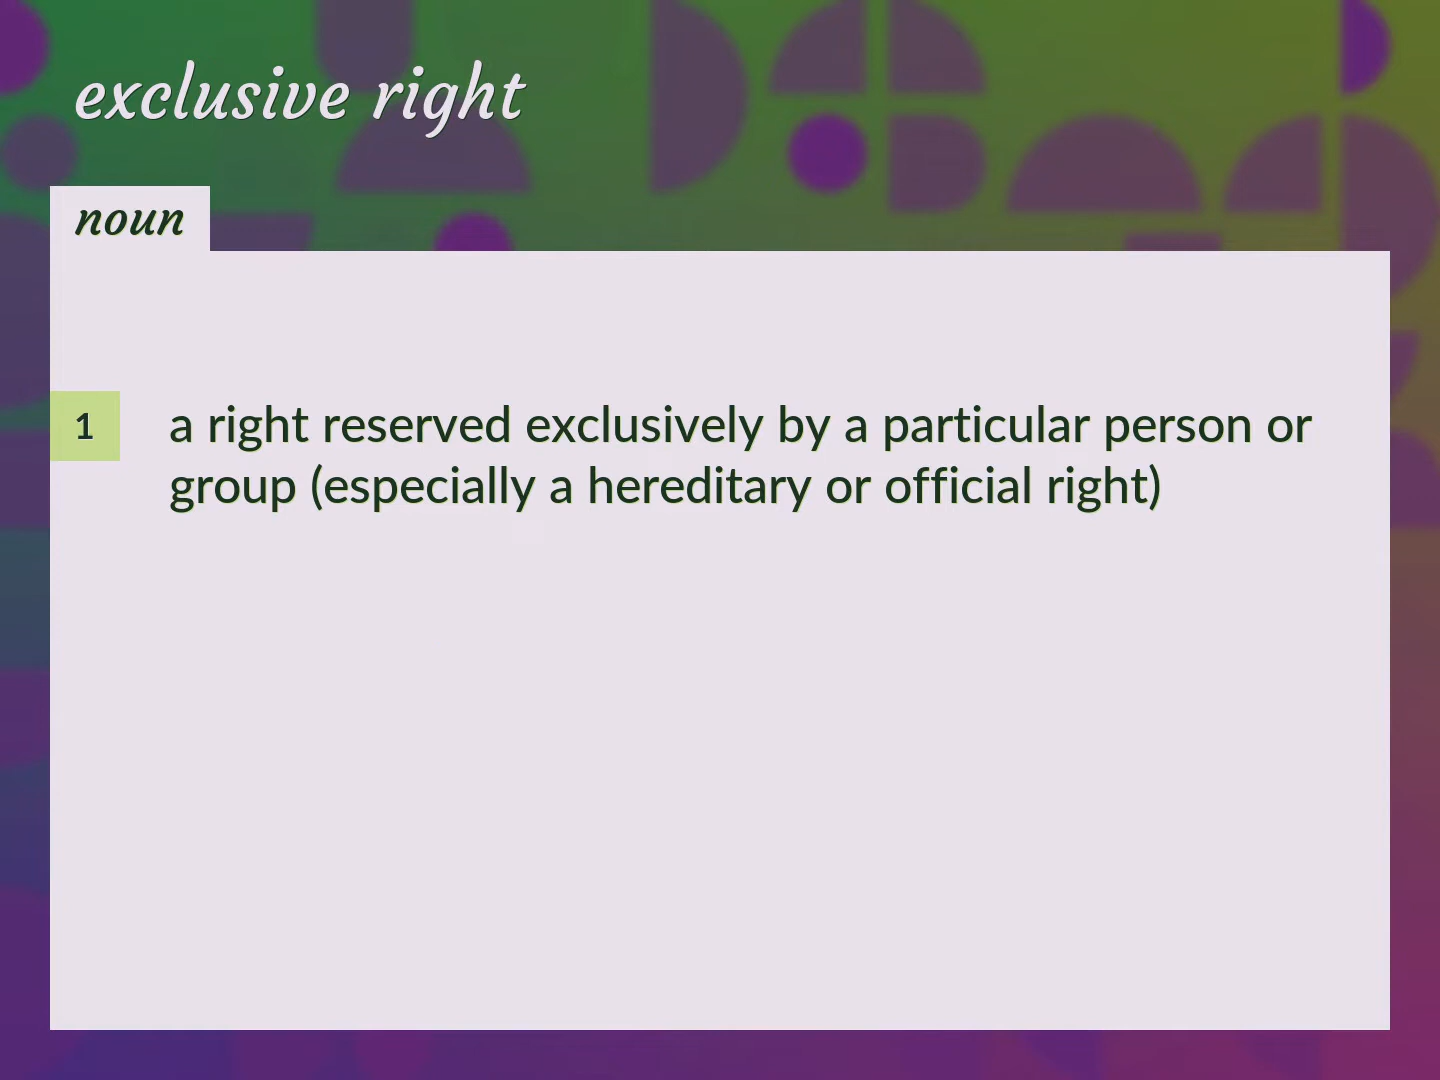 exclusive right
noun
1
a right reserved exclusively by a particular person or
group (especially a hereditary or official right)